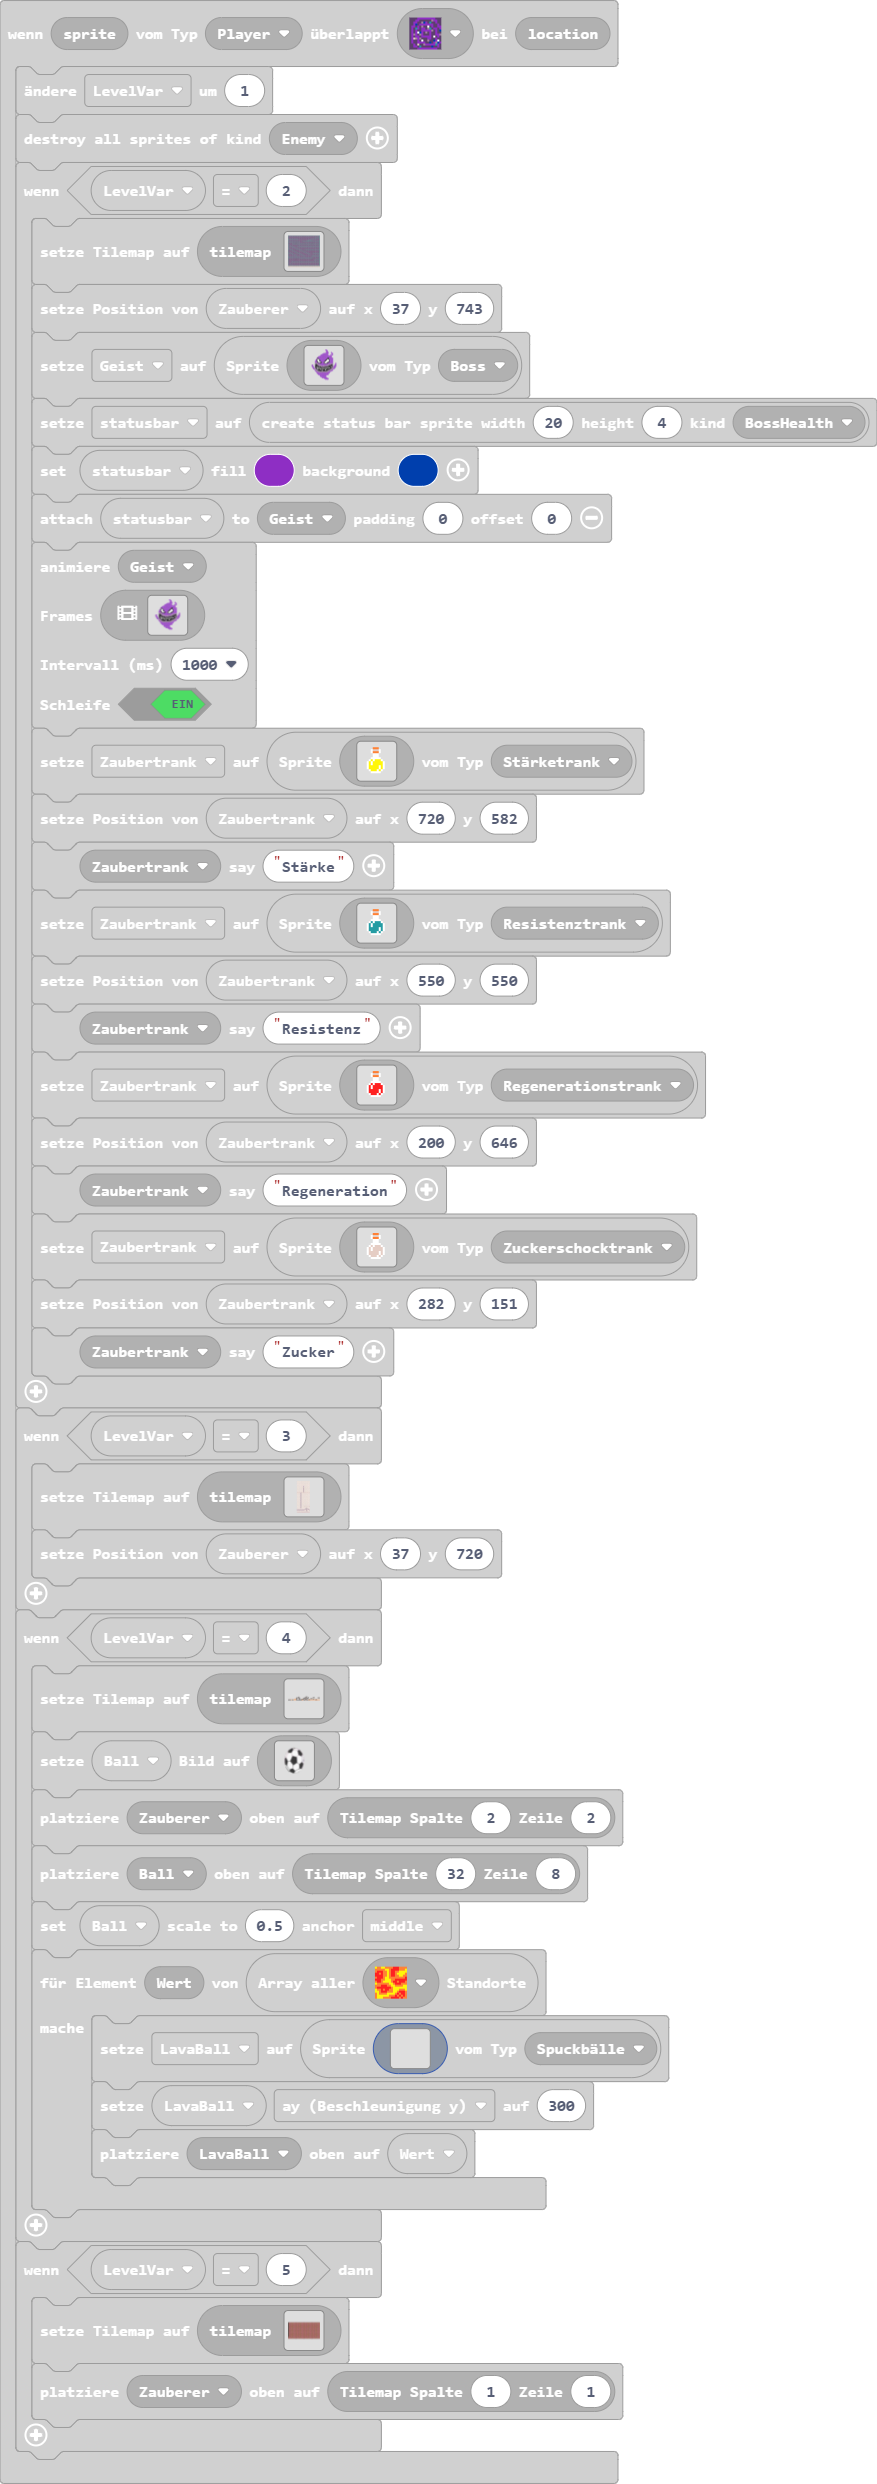 wenn sprite vom Typ Player überlappt bei location
ändere LevelVar um 1
destroy all sprites of kind Enemy
wenn LevelVar = 2 dann
setze Tilemap auf tilemap
setze Position von Zauberer auf x 37 y 743
setze Geist auf Sprite vom Typ Boss
setze statusbar auf create status bar sprite width 20 height 4 kind BossHealth
set statusbar fill background
attach statusbar to Geist padding 0 offset 0
animiere Geist
Frames
Intervall (ms) 1000
Schleife EIN
setze Zaubertrank auf Sprite vom Typ Stärketrank
setze Position von Zaubertrank auf x 720 y 582
Zaubertrank say "Stärke"
setze Zaubertrank auf Sprite vom Typ Resistenztrank
setze Position von Zaubertrank auf x 550 y 550
Zaubertrank say "Resistenz"
setze Zaubertrank auf Sprite vom Typ Regenerationstrank
setze Position von Zaubertrank auf x 200 y 646
Zaubertrank say "Regeneration"
setze Zaubertrank auf Sprite vom Typ Zuckerschocktrank
setze Position von Zaubertrank auf x 282 y 151
Zaubertrank say "Zucker"
wenn LevelVar = 3 dann
setze Tilemap auf tilemap
setze Position von Zauberer auf x 37 y 720
wenn LevelVar = 4 dann
setze Tilemap auf tilemap
setze Ball Bild auf
platziere Zauberer oben auf Tilemap Spalte 2 Zeile 2
platziere Ball oben auf Tilemap Spalte 32 Zeile 8
set Ball scale to 0.5 anchor middle
für Element Wert von Array aller Standorte
mache
setze LavaBall auf Sprite vom Typ Spuckbälle
setze LavaBall ay (Beschleunigung y) auf 300
platziere LavaBall oben auf Wert
wenn LevelVar = 5 dann
setze Tilemap auf tilemap
platziere Zauberer oben auf Tilemap Spalte 1 Zeile 1